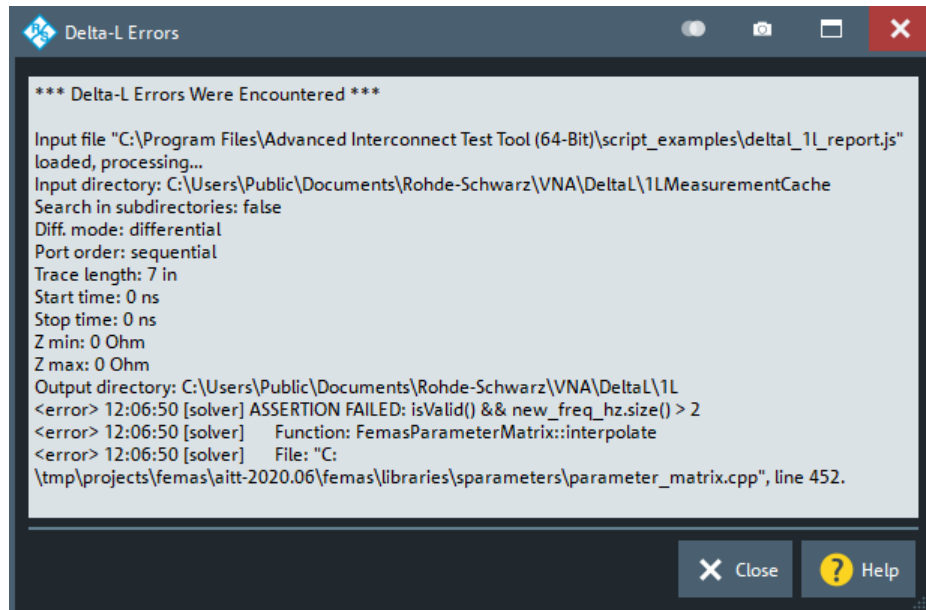 R&S Delta-L Errors
*** Delta-L Errors Were Encountered ***
Input file "C:\Program Files\Advanced Interconnect Test Tool (64-Bit)\script_examples\deltaL_1L_report.js"
loaded, processing...
Input directory: C:\Users\Public\Documents\Rohde-Schwarz\VNA\DeltaL\1LMeasurementCache
Search in subdirectories: false
Diff. mode: differential
Port order: sequential
Trace length: 7 in
Start time: 0 ns
Stop time: 0 ns
Z min: 0 Ohm
Z max: 0 Ohm
Output directory: C:\Users\Public\Documents\Rohde-Schwarz\VNA\DeltaL\1L
<error> 12:06:50 [solver] ASSERTION FAILED: isValid() && new_freq_hz.size() > 2
<error> 12:06:50 [solver] Function: FemasParameterMatrix::interpolate
<error> 12:06:50 [solver] File: "C:
\tmp\projects\femas\aitt-2020.06\femas\libraries\sparameters\parameter_matrix.cpp", line 452.
Close
? Help